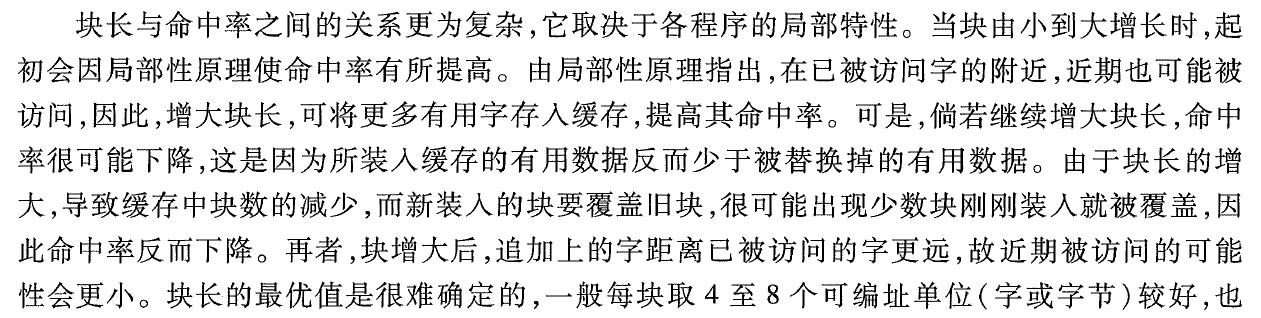 块长与命中率之间的关系更为复杂,它取决于各程序的局部特性。当块由小到大增长时,起
初会因局部性原理使命中率有所提高。由局部性原理指出,在已被访问字的附近,近期也可能被
访问,因此,增大块长,可将更多有用字存入缓存,提高其命中率。可是,倘若继续增大块长,命中
率很可能下降,这是因为所装入缓存的有用数据反而少于被替换掉的有用数据。由于块长的增
大,导致缓存中块数的减少,而新装入的块要覆盖旧块,很可能出现少数块刚刚装入就被覆盖,因
此命中率反而下降。再者,块增大后,追加上的字距离已被访问的字更远,故近期被访问的可能
性会更小。块长的最优值是很难确定的,一般每块取 4 至 8 个可编址单位(字或字节)较好,也